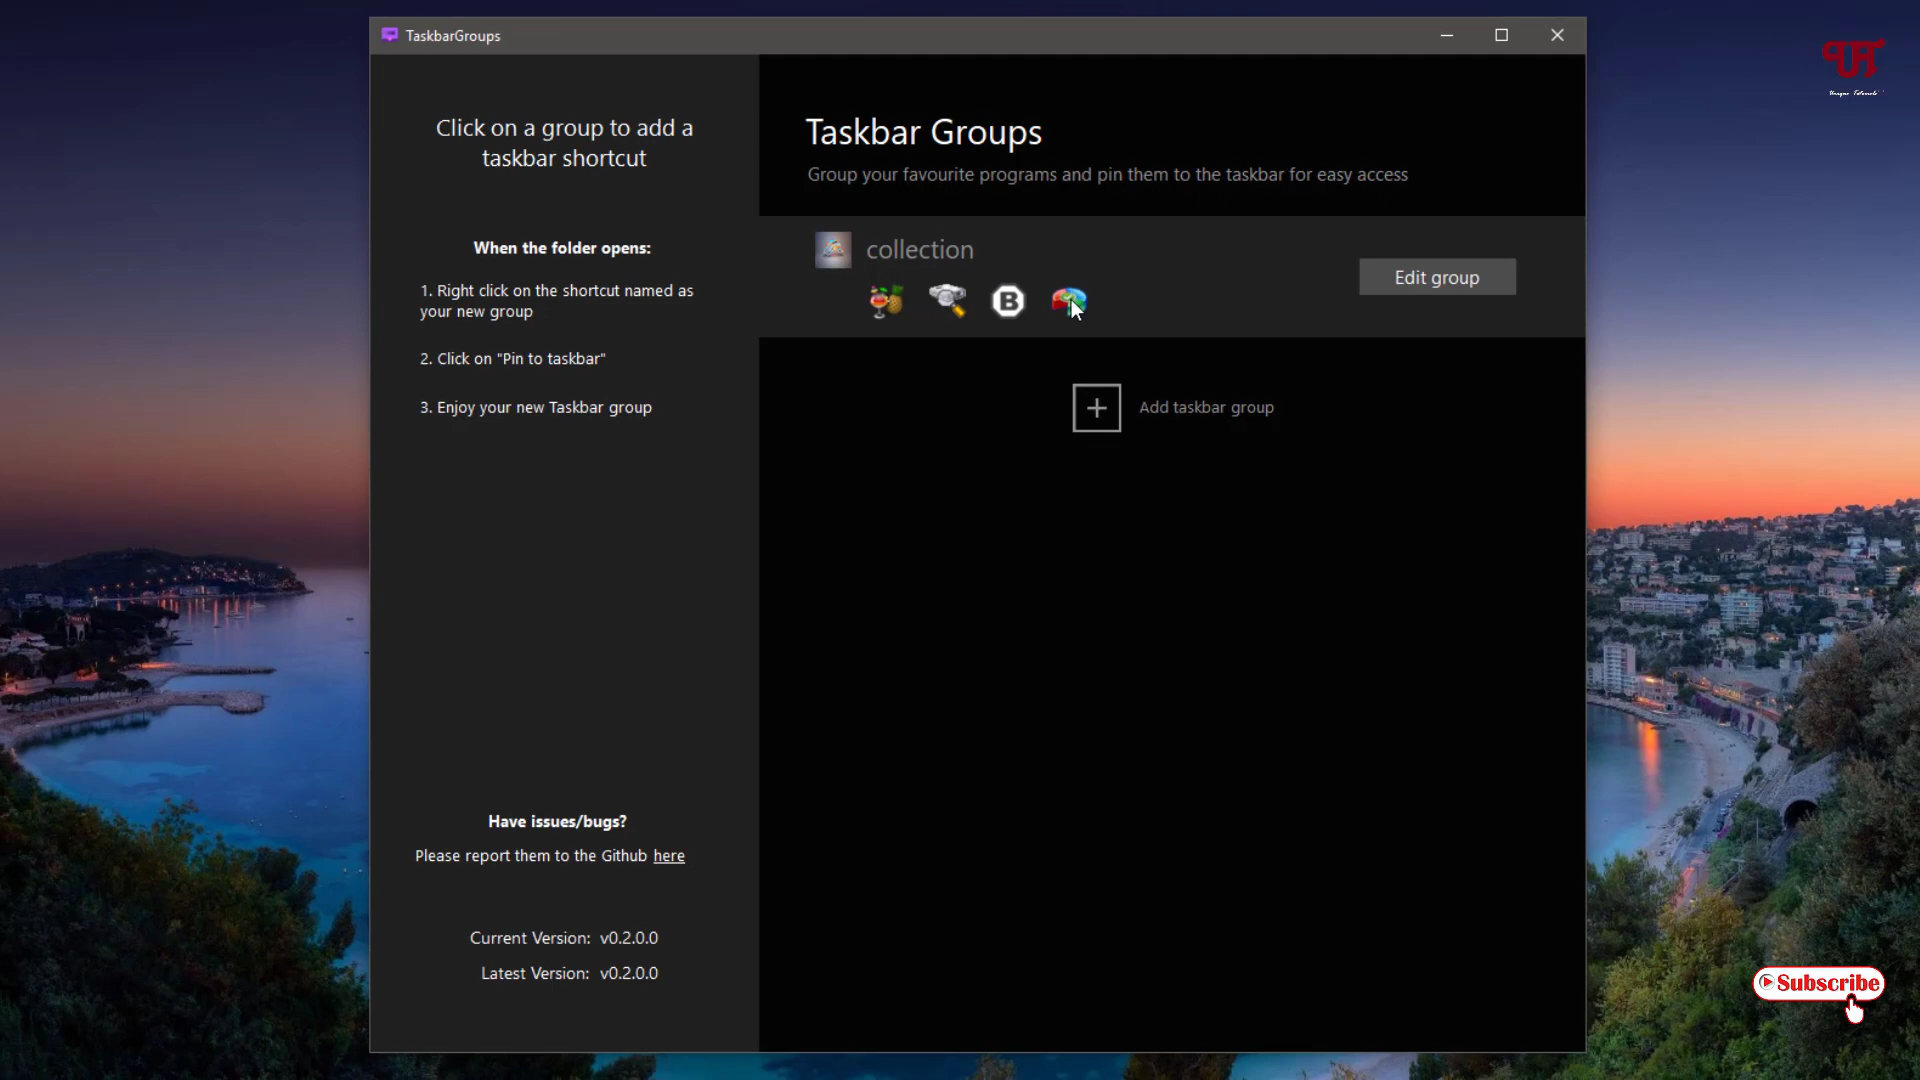 TaskbarGroups
Click on a group to add a
taskbar shortcut
When the folder opens:
1. Right click on the shortcut named as
your new group
2. Click on "Pin to taskbar"
3. Enjoy your new Taskbar group
Have issues/bugs?
Please report them to the Github here
Current Version: v0.2.0.0
Latest Version: v0.2.0.0
Taskbar Groups
Group your favourite programs and pin them to the taskbar for easy access
collection
B
Edit group
Add taskbar group
UT
Unique Tutorials
Subscribe